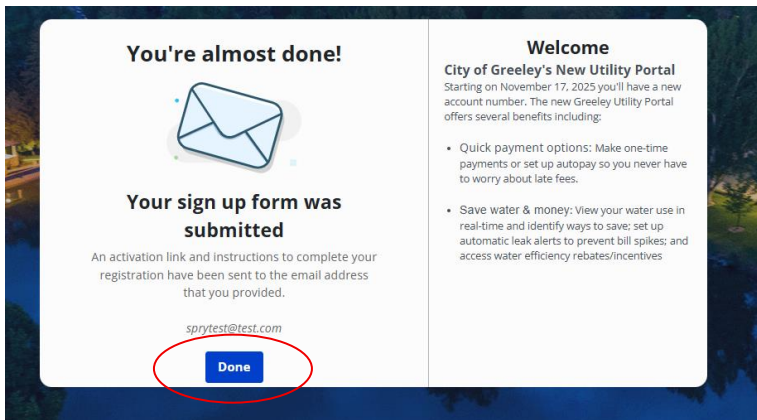 You're almost done!
Your sign up form was
submitted
An activation link and instructions to complete your
registration have been sent to the email address
that you provided.
sprytest@test.com
Done
Welcome
City of Greeley's New Utility Portal
Starting on November 17, 2025 you'll have a new
account number. The new Greeley Utility Portal
offers several benefits including:
• Quick payment options: Make one-time
payments or set up autopay so you never have
to worry about late fees.
• Save water & money: View your water use in
real-time and identify ways to save; set up
automatic leak alerts to prevent bill spikes; and
access water efficiency rebates/incentives